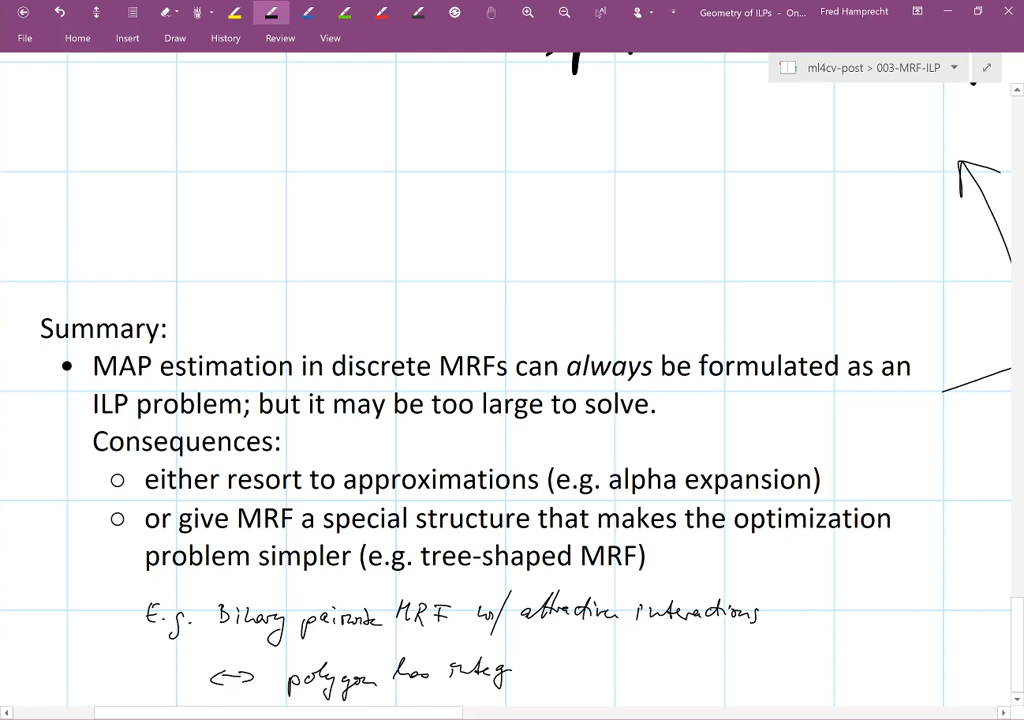 Geometry of ILPs - On...
Fred Hamprecht
File Home Insert Draw History Review View
ml4cv-post > 003-MRF-ILP
Summary:
• MAP estimation in discrete MRFs can always be formulated as an
ILP problem; but it may be too large to solve.
Consequences:
○ either resort to approximations (e.g. alpha expansion)
○ or give MRF a special structure that makes the optimization
problem simpler (e.g. tree-shaped MRF)
E.g. Binary pairwise MRF w/ attractive interactions
<-> polygon has integ